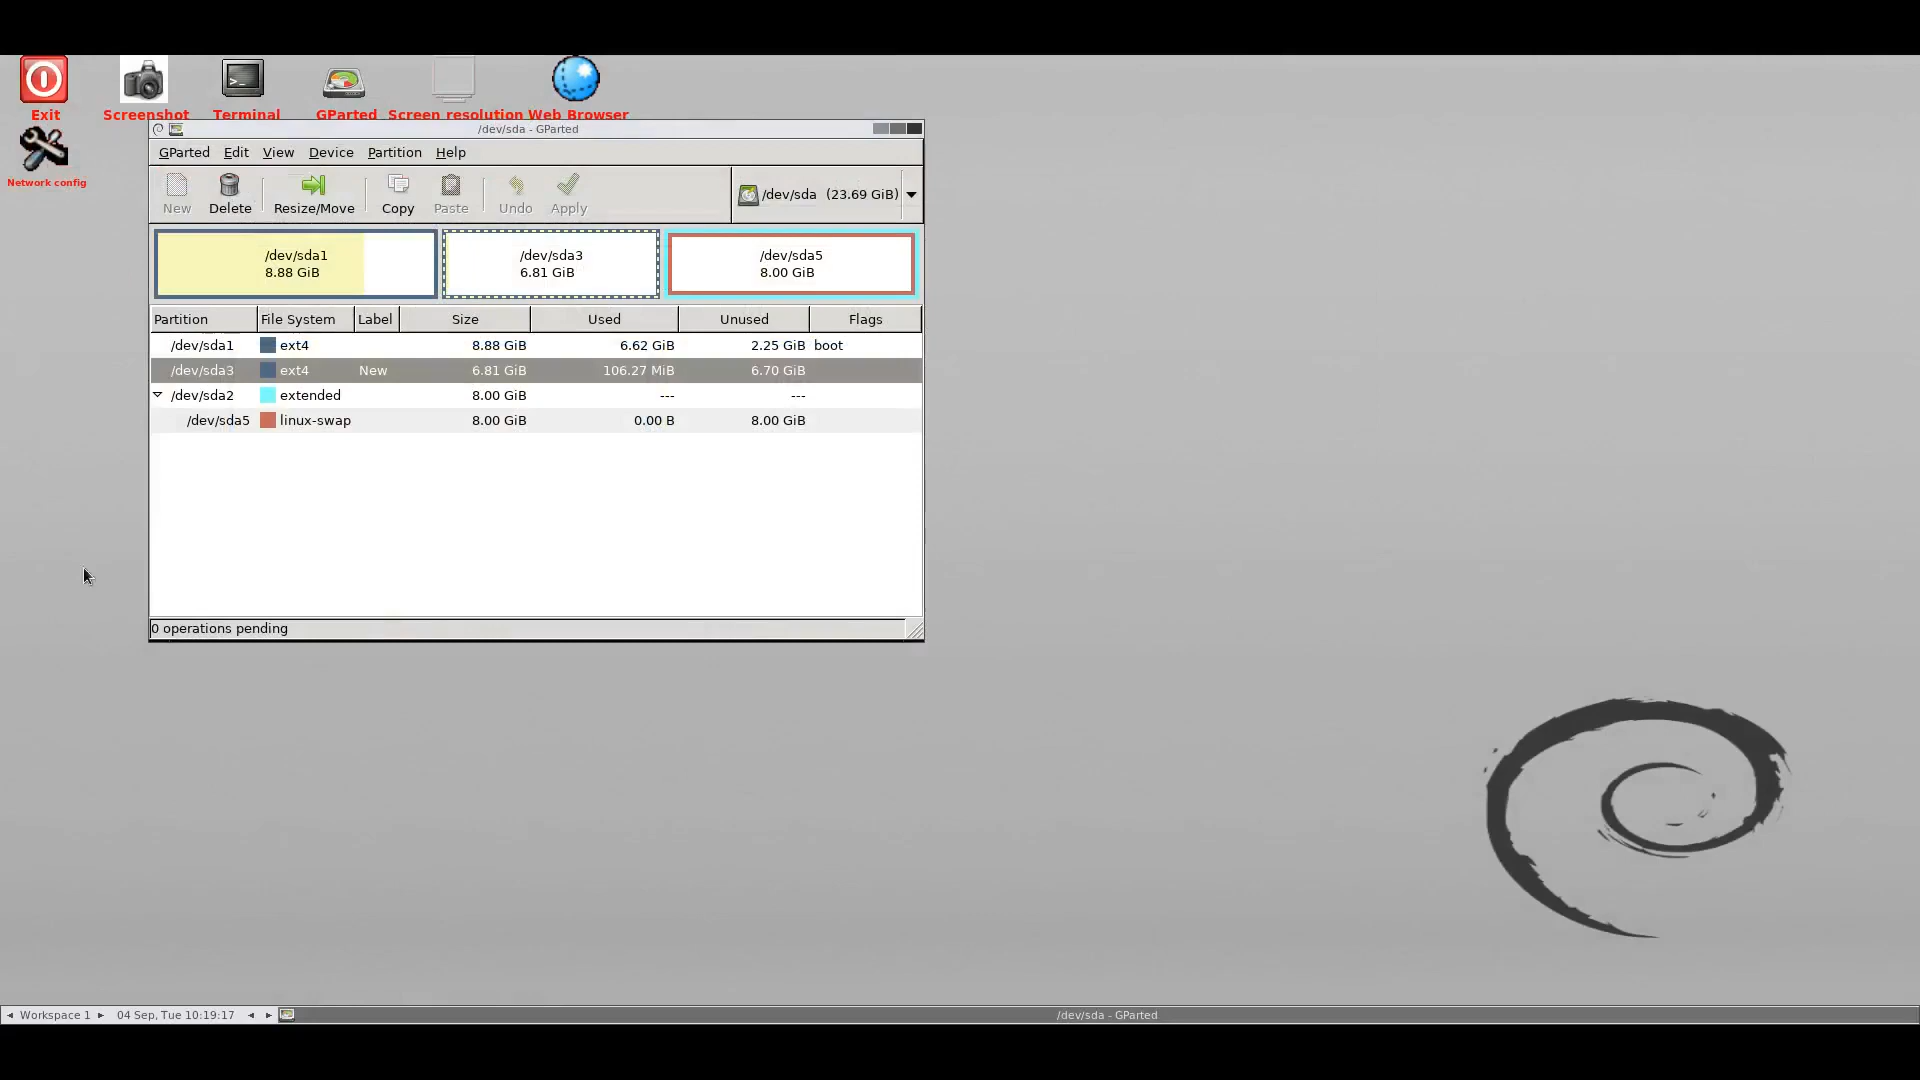 Exit
Screenshot
Terminal
GParted
Screen resolution
Web Browser
Network config
/dev/sda - GParted
GParted Edit View Device Partition Help
New Delete Resize/Move Copy Paste Undo Apply /dev/sda (23.69 GiB)
/dev/sda1
8.88 GiB
/dev/sda3
6.81 GiB
/dev/sda5
8.00 GiB
Partition File System Label Size Used Unused Flags
/dev/sda1 ext4 8.88 GiB 6.62 GiB 2.25 GiB boot
/dev/sda3 ext4 New 6.81 GiB 106.27 MiB 6.70 GiB
/dev/sda2 extended 8.00 GiB --- ---
/dev/sda5 linux-swap 8.00 GiB 0.00 B 8.00 GiB
0 operations pending
Workspace 1 04 Sep, Tue 10:19:17 /dev/sda - GParted